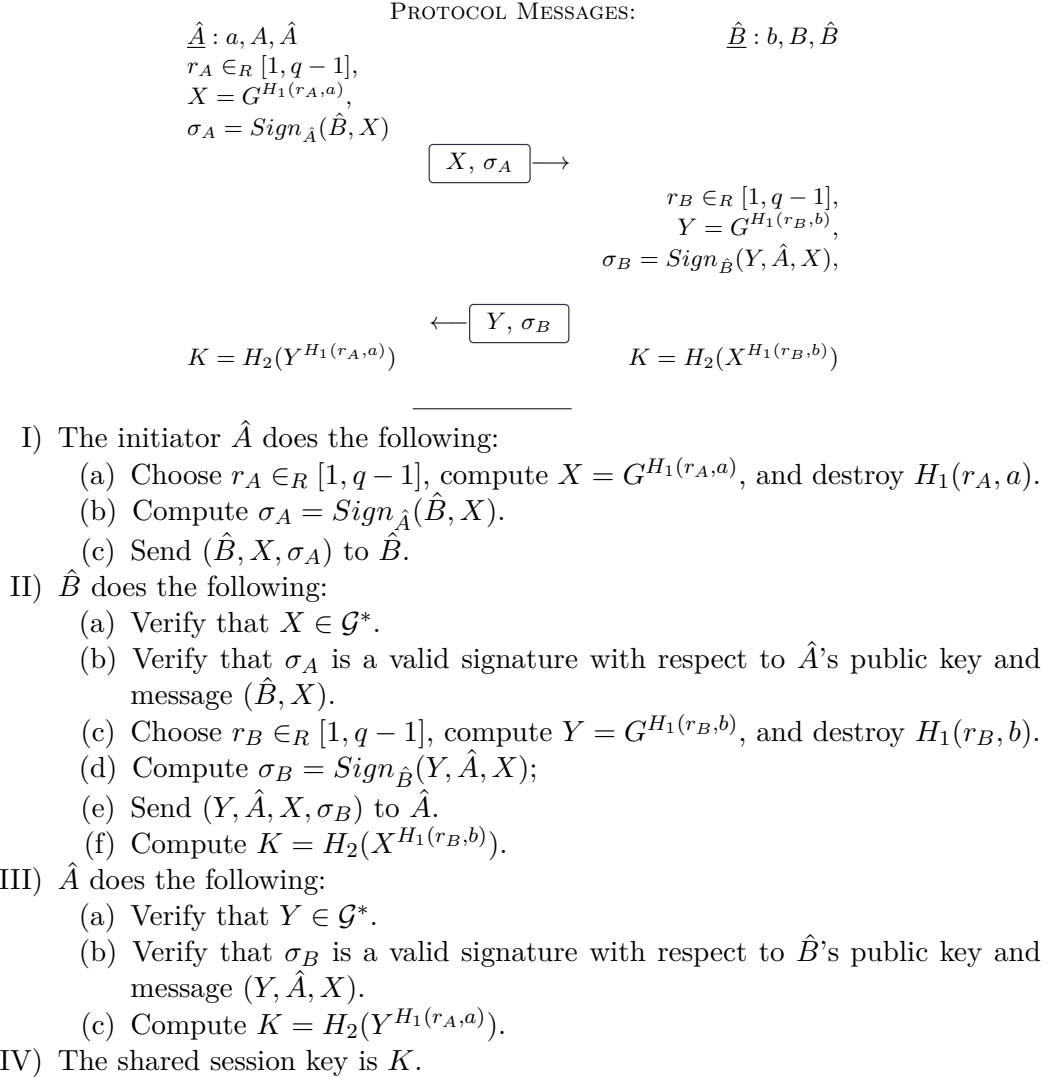 PROTOCOL MESSAGES:
Â : a, A, Â
B̂ : b, B, B̂
r_A ∈_R [1, q − 1],
X = G^{H_1(r_A,a)},
σ_A = Sign_Â(B̂, X)
X, σ_A ⟶
r_B ∈_R [1, q − 1],
Y = G^{H_1(r_B,b)},
σ_B = Sign_B̂(Y, Â, X),
⟵ Y, σ_B
K = H_2(Y^{H_1(r_A,a)})
K = H_2(X^{H_1(r_B,b)})
I) The initiator Â does the following:
(a) Choose r_A ∈_R [1, q − 1], compute X = G^{H_1(r_A,a)}, and destroy H_1(r_A, a).
(b) Compute σ_A = Sign_Â(B̂, X).
(c) Send (B̂, X, σ_A) to B̂.
II) B̂ does the following:
(a) Verify that X ∈ 𝒢*.
(b) Verify that σ_A is a valid signature with respect to Â's public key and
message (B̂, X).
(c) Choose r_B ∈_R [1, q − 1], compute Y = G^{H_1(r_B,b)}, and destroy H_1(r_B, b).
(d) Compute σ_B = Sign_B̂(Y, Â, X);
(e) Send (Y, Â, X, σ_B) to Â.
(f) Compute K = H_2(X^{H_1(r_B,b)}).
III) Â does the following:
(a) Verify that Y ∈ 𝒢*.
(b) Verify that σ_B is a valid signature with respect to B̂'s public key and
message (Y, Â, X).
(c) Compute K = H_2(Y^{H_1(r_A,a)}).
IV) The shared session key is K.